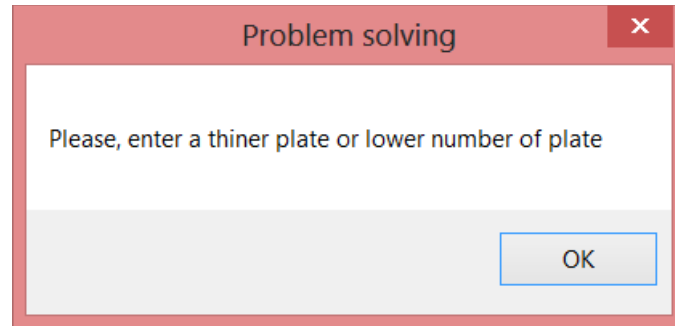 Problem solving
Please, enter a thiner plate or lower number of plate
OK